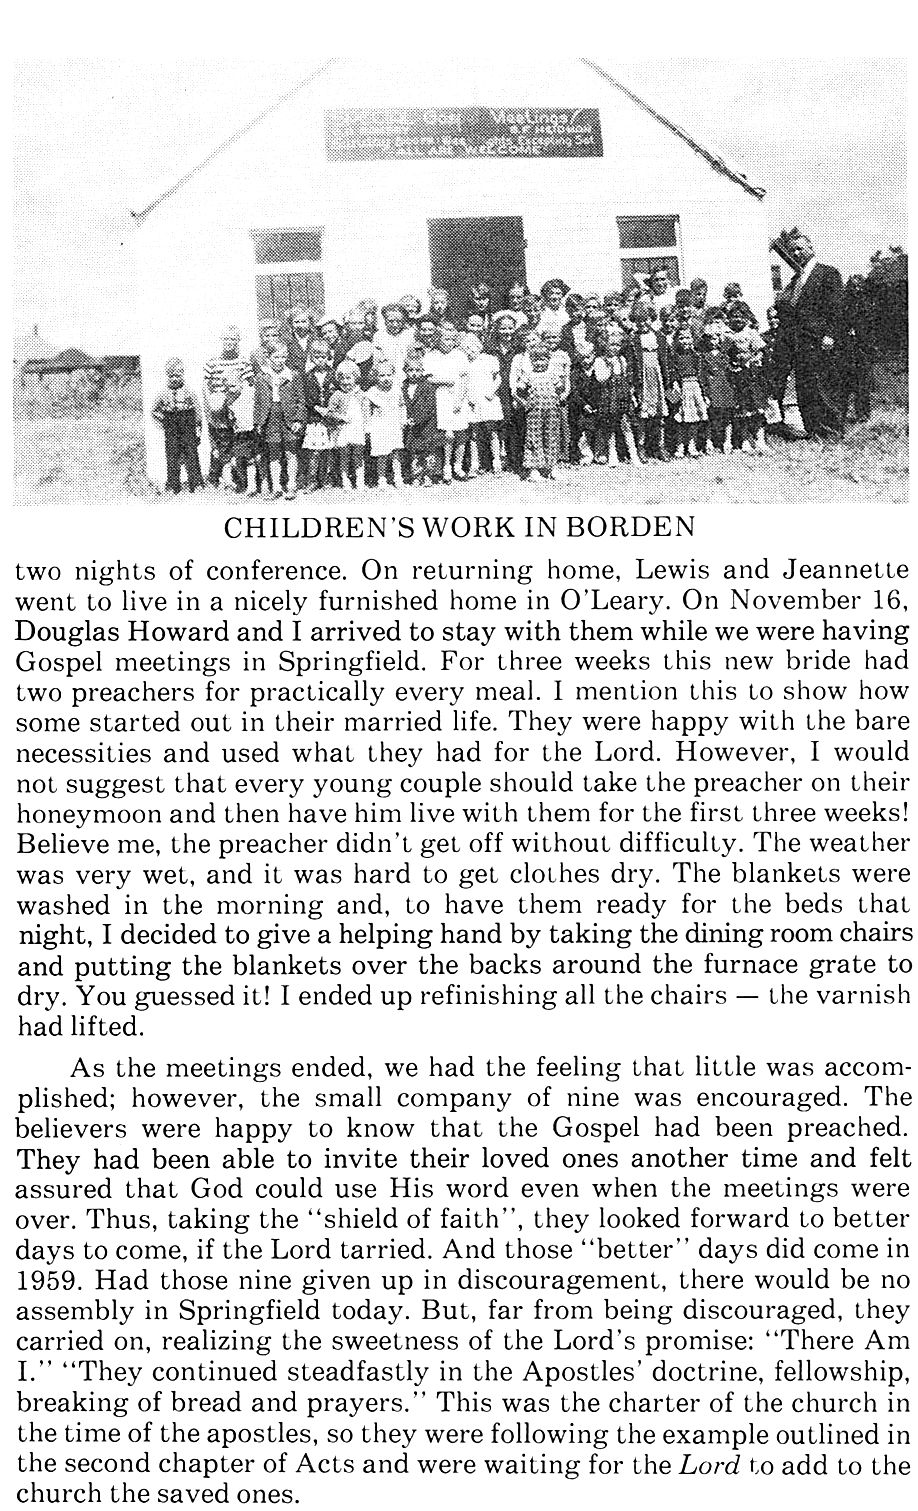 Meetings!
ALL ARE WELCOME
CHILDREN'S WORK IN BORDEN
two nights of conference. On returning home, Lewis and Jeannette
went to live in a nicely furnished home in O'Leary. On November 16,
Douglas Howard and I arrived to stay with them while we were having
Gospel meetings in Springfield. For three weeks this new bride had
two preachers for practically every meal. I mention this to show how
some started out in their married life. They were happy with the bare
necessities and used what they had for the Lord. However, I would
not suggest that every young couple should take the preacher on their
honeymoon and then have him live with them for the first three weeks!
Believe me, the preacher didn't get off without difficulty. The weather
was very wet, and it was hard to get clothes dry. The blankets were
washed in the morning and, to have them ready for the beds that
night, I decided to give a helping hand by taking the dining room chairs
and putting the blankets over the backs around the furnace grate to
dry. You guessed it! I ended up refinishing all the chairs — the varnish
had lifted.
As the meetings ended, we had the feeling that little was accom-
plished; however, the small company of nine was encouraged. The
believers were happy to know that the Gospel had been preached.
They had been able to invite their loved ones another time and felt
assured that God could use His word even when the meetings were
over. Thus, taking the "shield of faith", they looked forward to better
days to come, if the Lord tarried. And those "better" days did come in
1959. Had those nine given up in discouragement, there would be no
assembly in Springfield today. But, far from being discouraged, they
carried on, realizing the sweetness of the Lord's promise: "There Am
I." "They continued steadfastly in the Apostles' doctrine, fellowship,
breaking of bread and prayers." This was the charter of the church in
the time of the apostles, so they were following the example outlined in
the second chapter of Acts and were waiting for the Lord to add to the
church the saved ones.